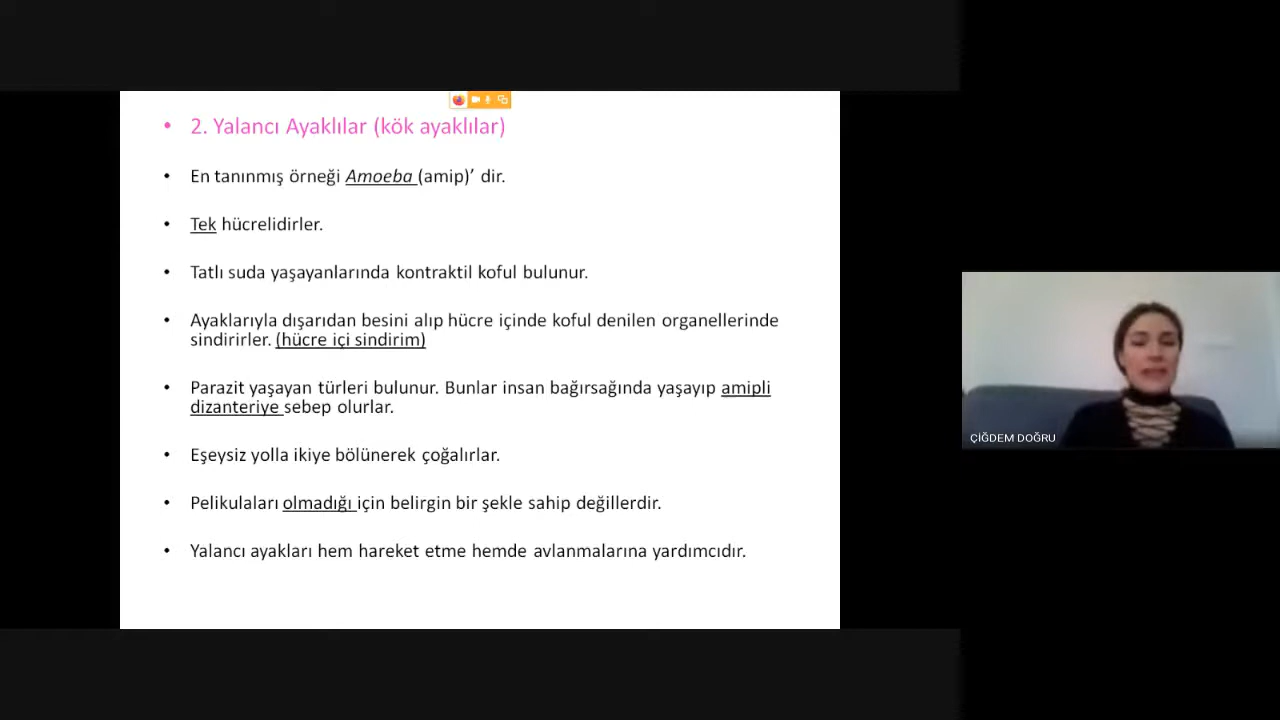 • 2. Yalancı Ayaklılar (kök ayaklılar)
• En tanınmış örneği Amoeba (amip)’ dir.
• Tek hücrelidirler.
• Tatlı suda yaşayanlarında kontraktil koful bulunur.
• Ayaklarıyla dışarıdan besini alıp hücre içinde koful denilen organellerinde
sindirirler. (hücre içi sindirim)
• Parazit yaşayan türleri bulunur. Bunlar insan bağırsağında yaşayıp amipli
dizanteriye sebep olurlar.
• Eşeysiz yolla ikiye bölünerek çoğalırlar.
• Pelikulaları olmadığı için belirgin bir şekle sahip değillerdir.
• Yalancı ayakları hem hareket etme hemde avlanmalarına yardımcıdır.
ÇİĞDEM DOĞRU